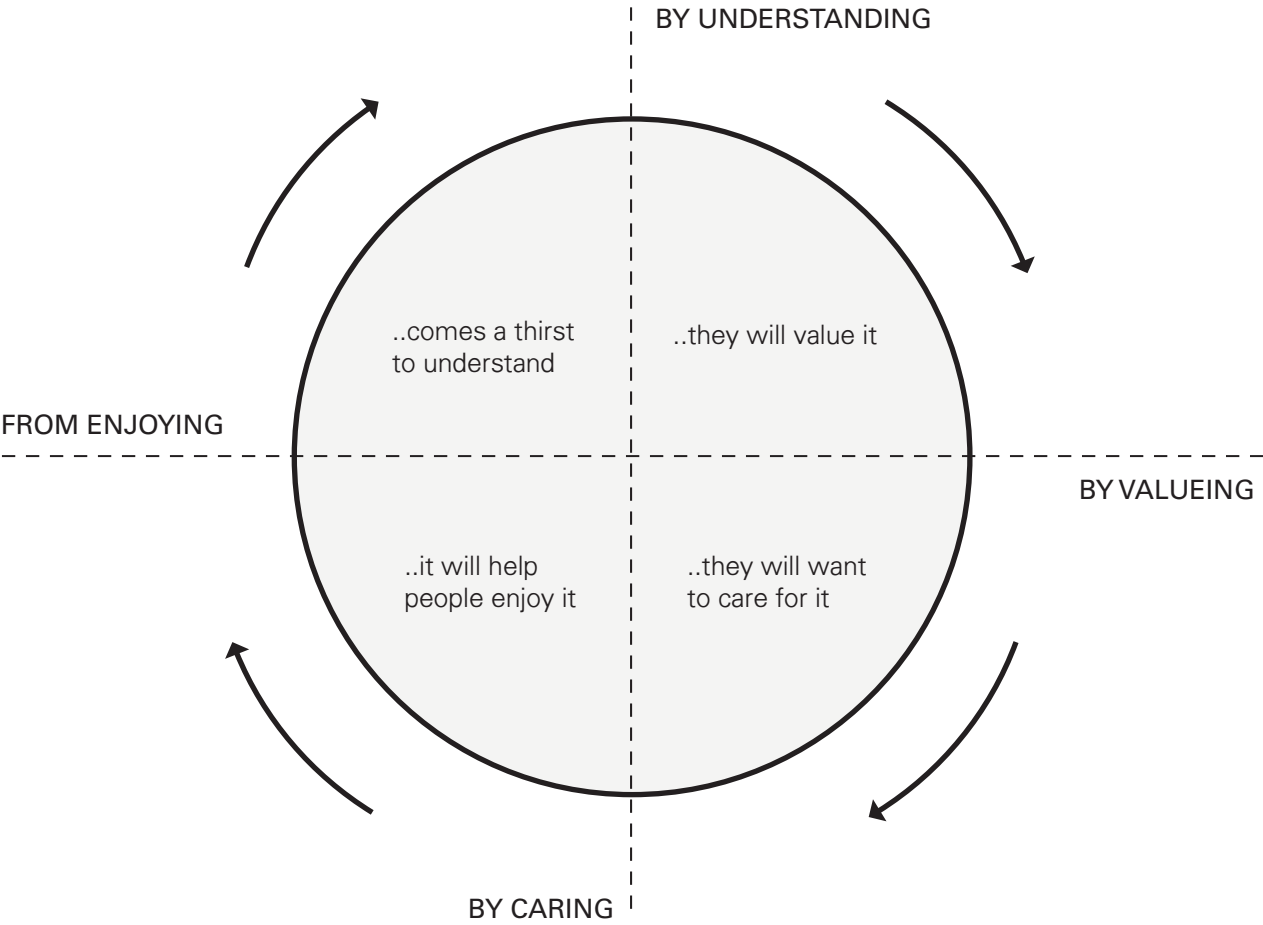 BY UNDERSTANDING
..comes a thirst
to understand
..they will value it
FROM ENJOYING
BY VALUEING
..it will help
people enjoy it
..they will want
to care for it
BY CARING